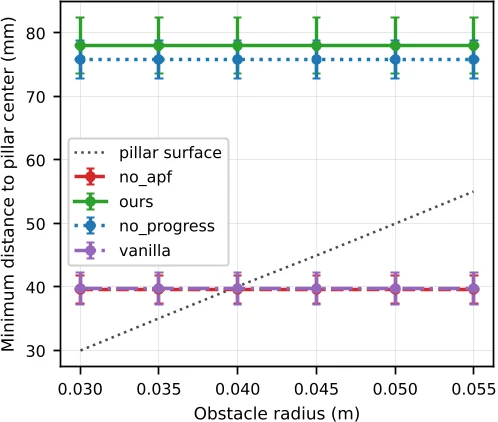 Minimum distance to pillar center (mm)
80
70
60
50
40
30
pillar surface
no_apf
ours
no_progress
vanilla
0.030 0.035 0.040 0.045 0.050 0.055
Obstacle radius (m)